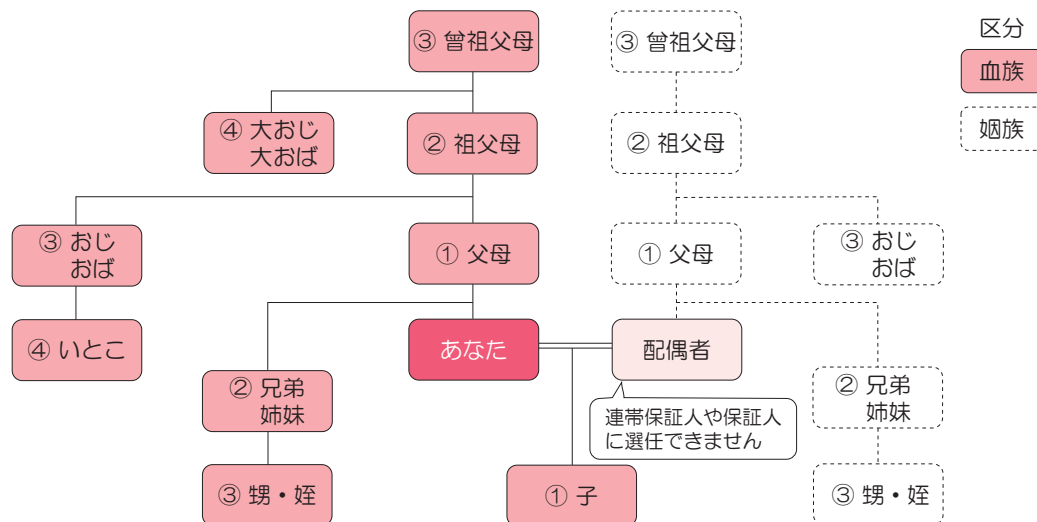 ③ 曾祖父母
③ 曾祖父母
区分
血族
姻族
④ 大おじ
大おば
② 祖父母
② 祖父母
③ おじ
おば
① 父母
① 父母
③ おじ
おば
④ いとこ
あなた
配偶者
② 兄弟
姉妹
連帯保証人や保証人
に選任できません
② 兄弟
姉妹
③ 甥・姪
① 子
③ 甥・姪